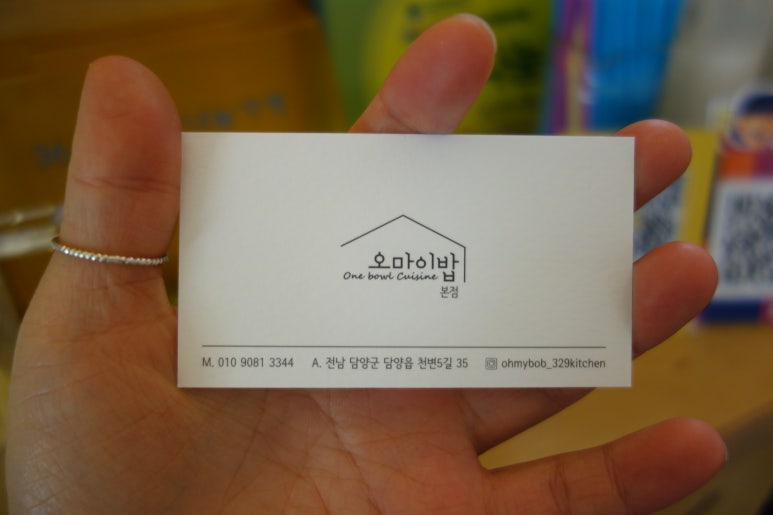 오마이밥
One bowl Cuisine
본점
M. 010 9081 3344 A. 전남 담양군 담양읍 천변5길 35 ohmybob_329kitchen